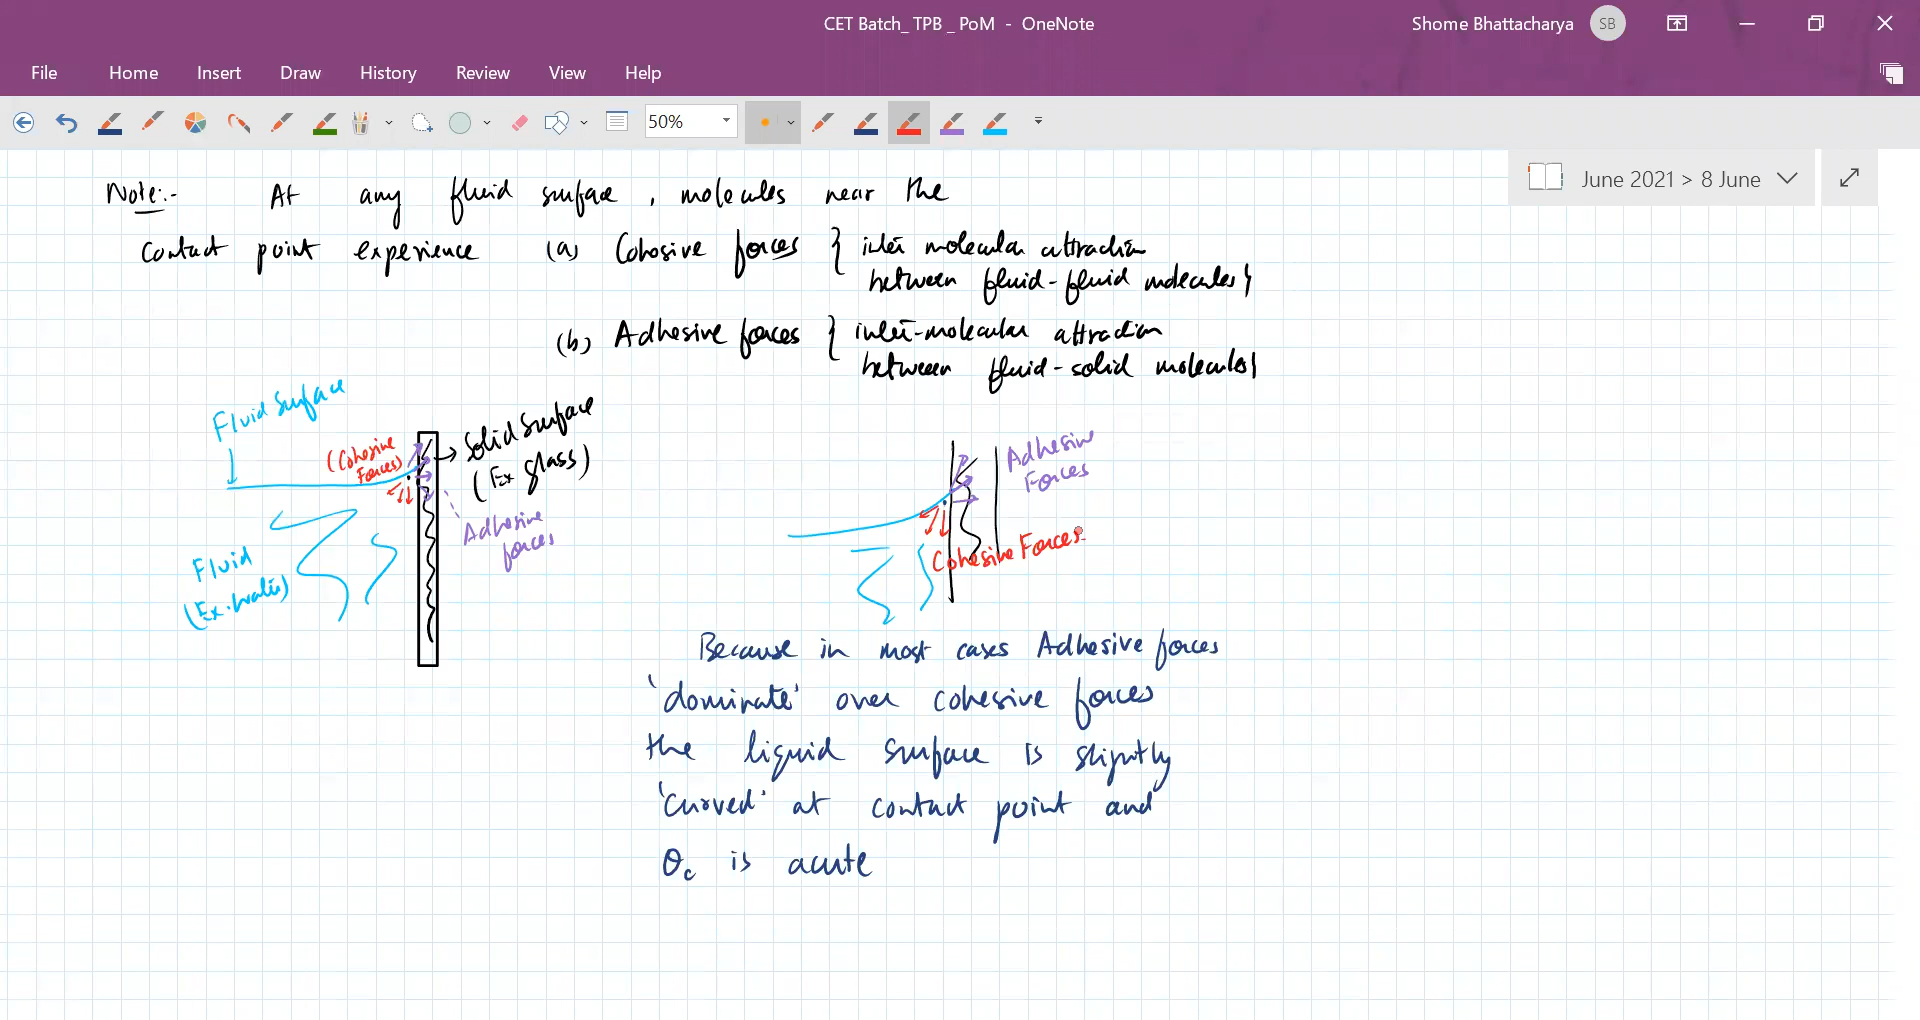 CET Batch_ TPB _ PoM - OneNote
Shome Bhattacharya
SB
File Home Insert Draw History Review View Help
50%
June 2021 > 8 June
Note:- At any fluid surface, molecules near the
contact point experience (a) Cohosive forces { inter molecular attraction
between fluid-fluid molecules}
(b) Adhesive forces { inter-molecular attraction
between fluid-solid molecules}
Fluid Surface
(Cohesive
Forces)
Solid Surface
(Ex glass)
Adhesive
forces
Fluid
(Ex. water)
Adhesive
Forces
Cohesive Forces
Because in most cases Adhesive forces
'dominate' over cohesive forces
the liquid surface is slightly
'curved' at contact point and
θc is acute